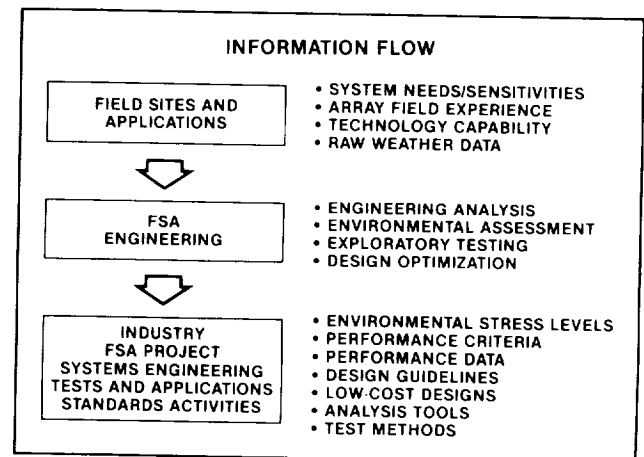 INFORMATION FLOW
FIELD SITES AND
APPLICATIONS
• SYSTEM NEEDS/SENSITIVITIES
• ARRAY FIELD EXPERIENCE
• TECHNOLOGY CAPABILITY
• RAW WEATHER DATA
FSA
ENGINEERING
• ENGINEERING ANALYSIS
• ENVIRONMENTAL ASSESSMENT
• EXPLORATORY TESTING
• DESIGN OPTIMIZATION
INDUSTRY
FSA PROJECT
SYSTEMS ENGINEERING
TESTS AND APPLICATIONS
STANDARDS ACTIVITIES
• ENVIRONMENTAL STRESS LEVELS
• PERFORMANCE CRITERIA
• PERFORMANCE DATA
• DESIGN GUIDELINES
• LOW-COST DESIGNS
• ANALYSIS TOOLS
• TEST METHODS